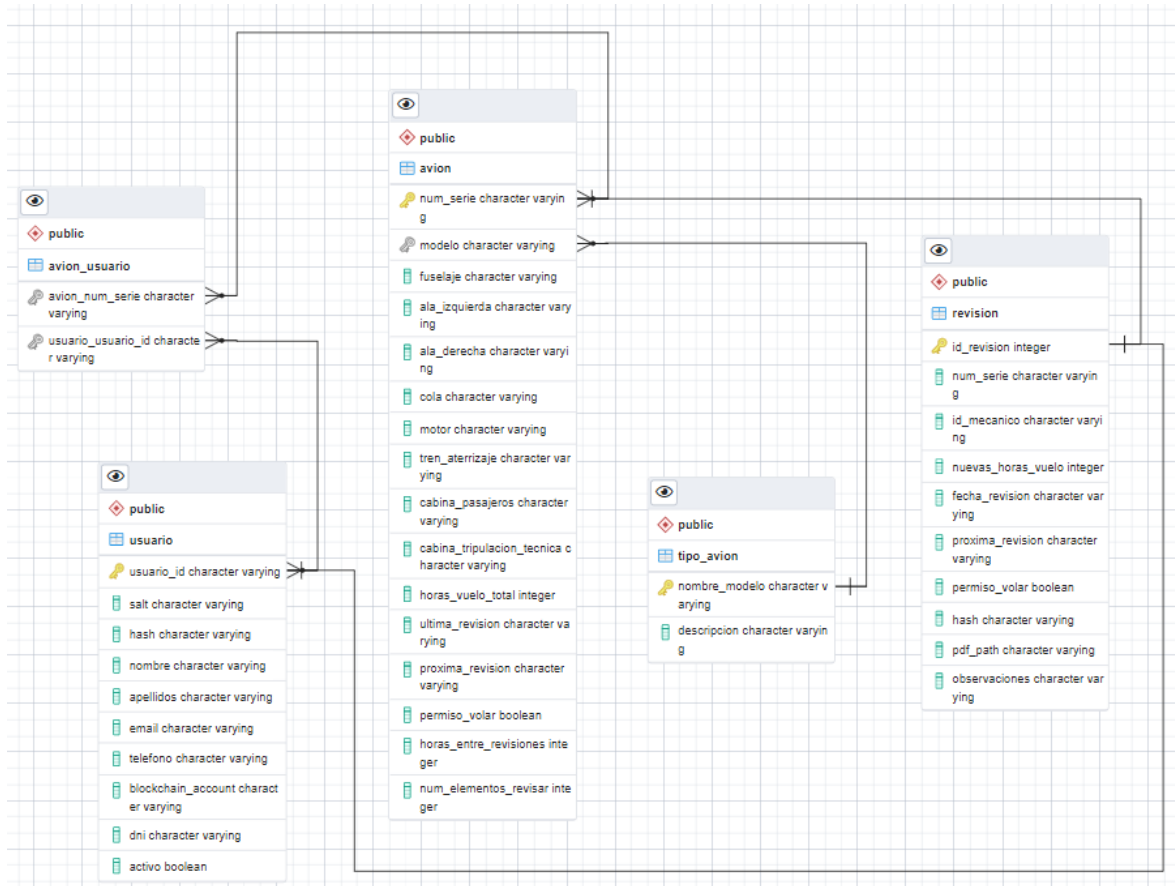 public
avion_usuario
avion_num_serie character
varying
usuario_usuario_id characte
r varying
public
usuario
usuario_id character varying
salt character varying
hash character varying
nombre character varying
apellidos character varying
email character varying
telefono character varying
blockchain_account charact
er varying
dni character varying
activo boolean
public
avion
num_serie character varyin
g
modelo character varying
fuselaje character varying
ala_izquierda character vary
ing
ala_derecha character varyi
ng
cola character varying
motor character varying
tren_aterrizaje character var
ying
cabina_pasajeros character
varying
cabina_tripulacion_tecnica c
haracter varying
horas_vuelo_total integer
ultima_revision character va
rying
proxima_revision character
varying
permiso_volar boolean
horas_entre_revisiones inte
ger
num_elementos_revisar inte
ger
public
tipo_avion
nombre_modelo character v
arying
descripcion character varyin
g
public
revision
id_revision integer
num_serie character varyin
g
id_mecanico character varyi
ng
nuevas_horas_vuelo integer
fecha_revision character var
ying
proxima_revision character
varying
permiso_volar boolean
hash character varying
pdf_path character varying
observaciones character var
ying